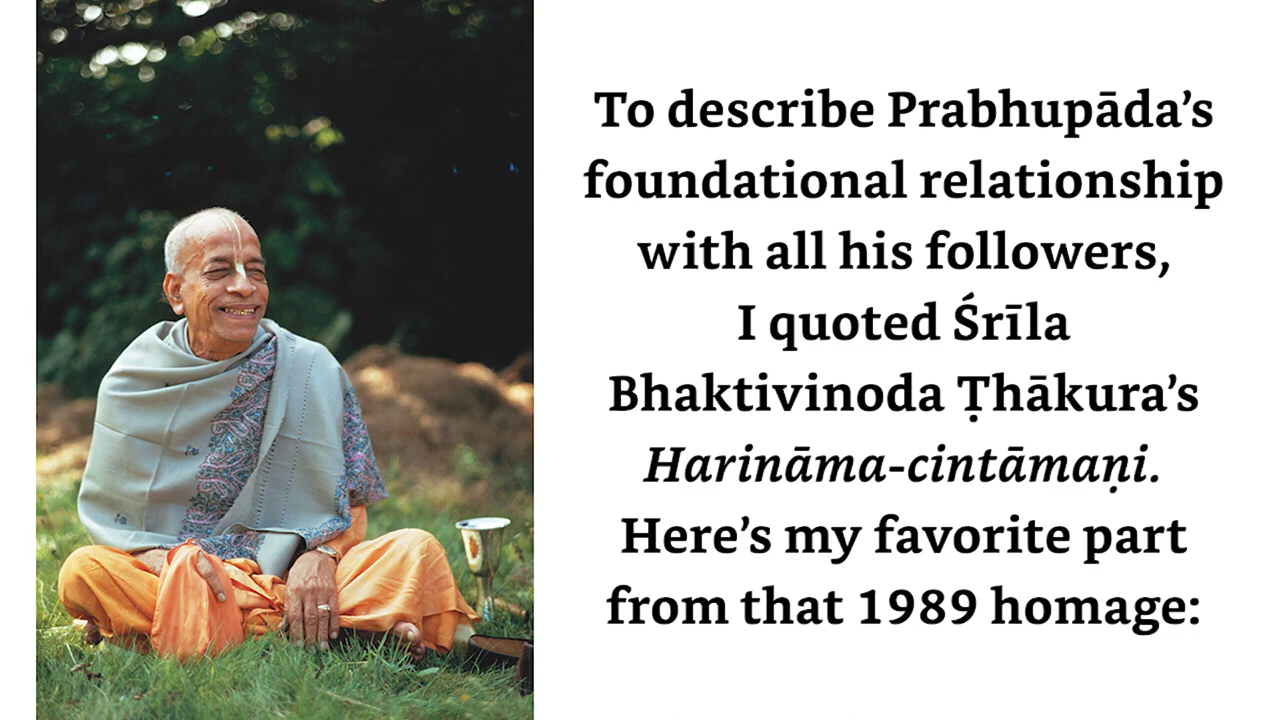 To describe Prabhupāda’s
foundational relationship
with all his followers,
I quoted Śrīla
Bhaktivinoda Ṭhākura’s
Harināma-cintāmaṇi.
Here’s my favorite part
from that 1989 homage: